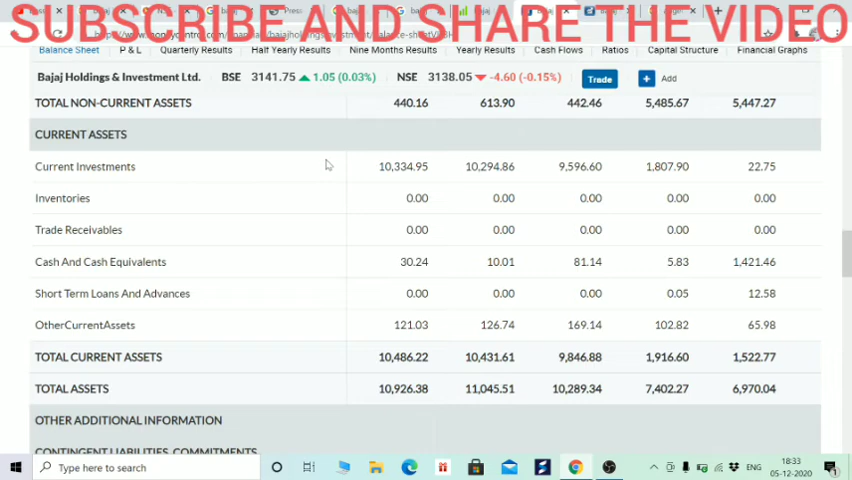 SUBSCRIBE AND SHARE THE VIDEO
Balance Sheet P & L Quarterly Results Half Yearly Results Nine Months Results Yearly Results Cash Flows Ratios Capital Structure Financial Graphs
Bajaj Holdings & Investment Ltd. BSE 3141.75 1.05 (0.03%) NSE 3138.05 -4.60 (-0.15%) Trade + Add
TOTAL NON-CURRENT ASSETS 440.16 613.90 442.46 5,485.67 5,447.27
CURRENT ASSETS
Current Investments 10,334.95 10,294.86 9,596.60 1,807.90 22.75
Inventories 0.00 0.00 0.00 0.00 0.00
Trade Receivables 0.00 0.00 0.00 0.00 0.00
Cash And Cash Equivalents 30.24 10.01 81.14 5.83 1,421.46
Short Term Loans And Advances 0.00 0.00 0.00 0.05 12.58
OtherCurrentAssets 121.03 126.74 169.14 102.82 65.98
TOTAL CURRENT ASSETS 10,486.22 10,431.61 9,846.88 1,916.60 1,522.77
TOTAL ASSETS 10,926.38 11,045.51 10,289.34 7,402.27 6,970.04
OTHER ADDITIONAL INFORMATION
CONTINGENT LIABILITIES, COMMITMENTS
Type here to search ENG 18:33
05-12-2020